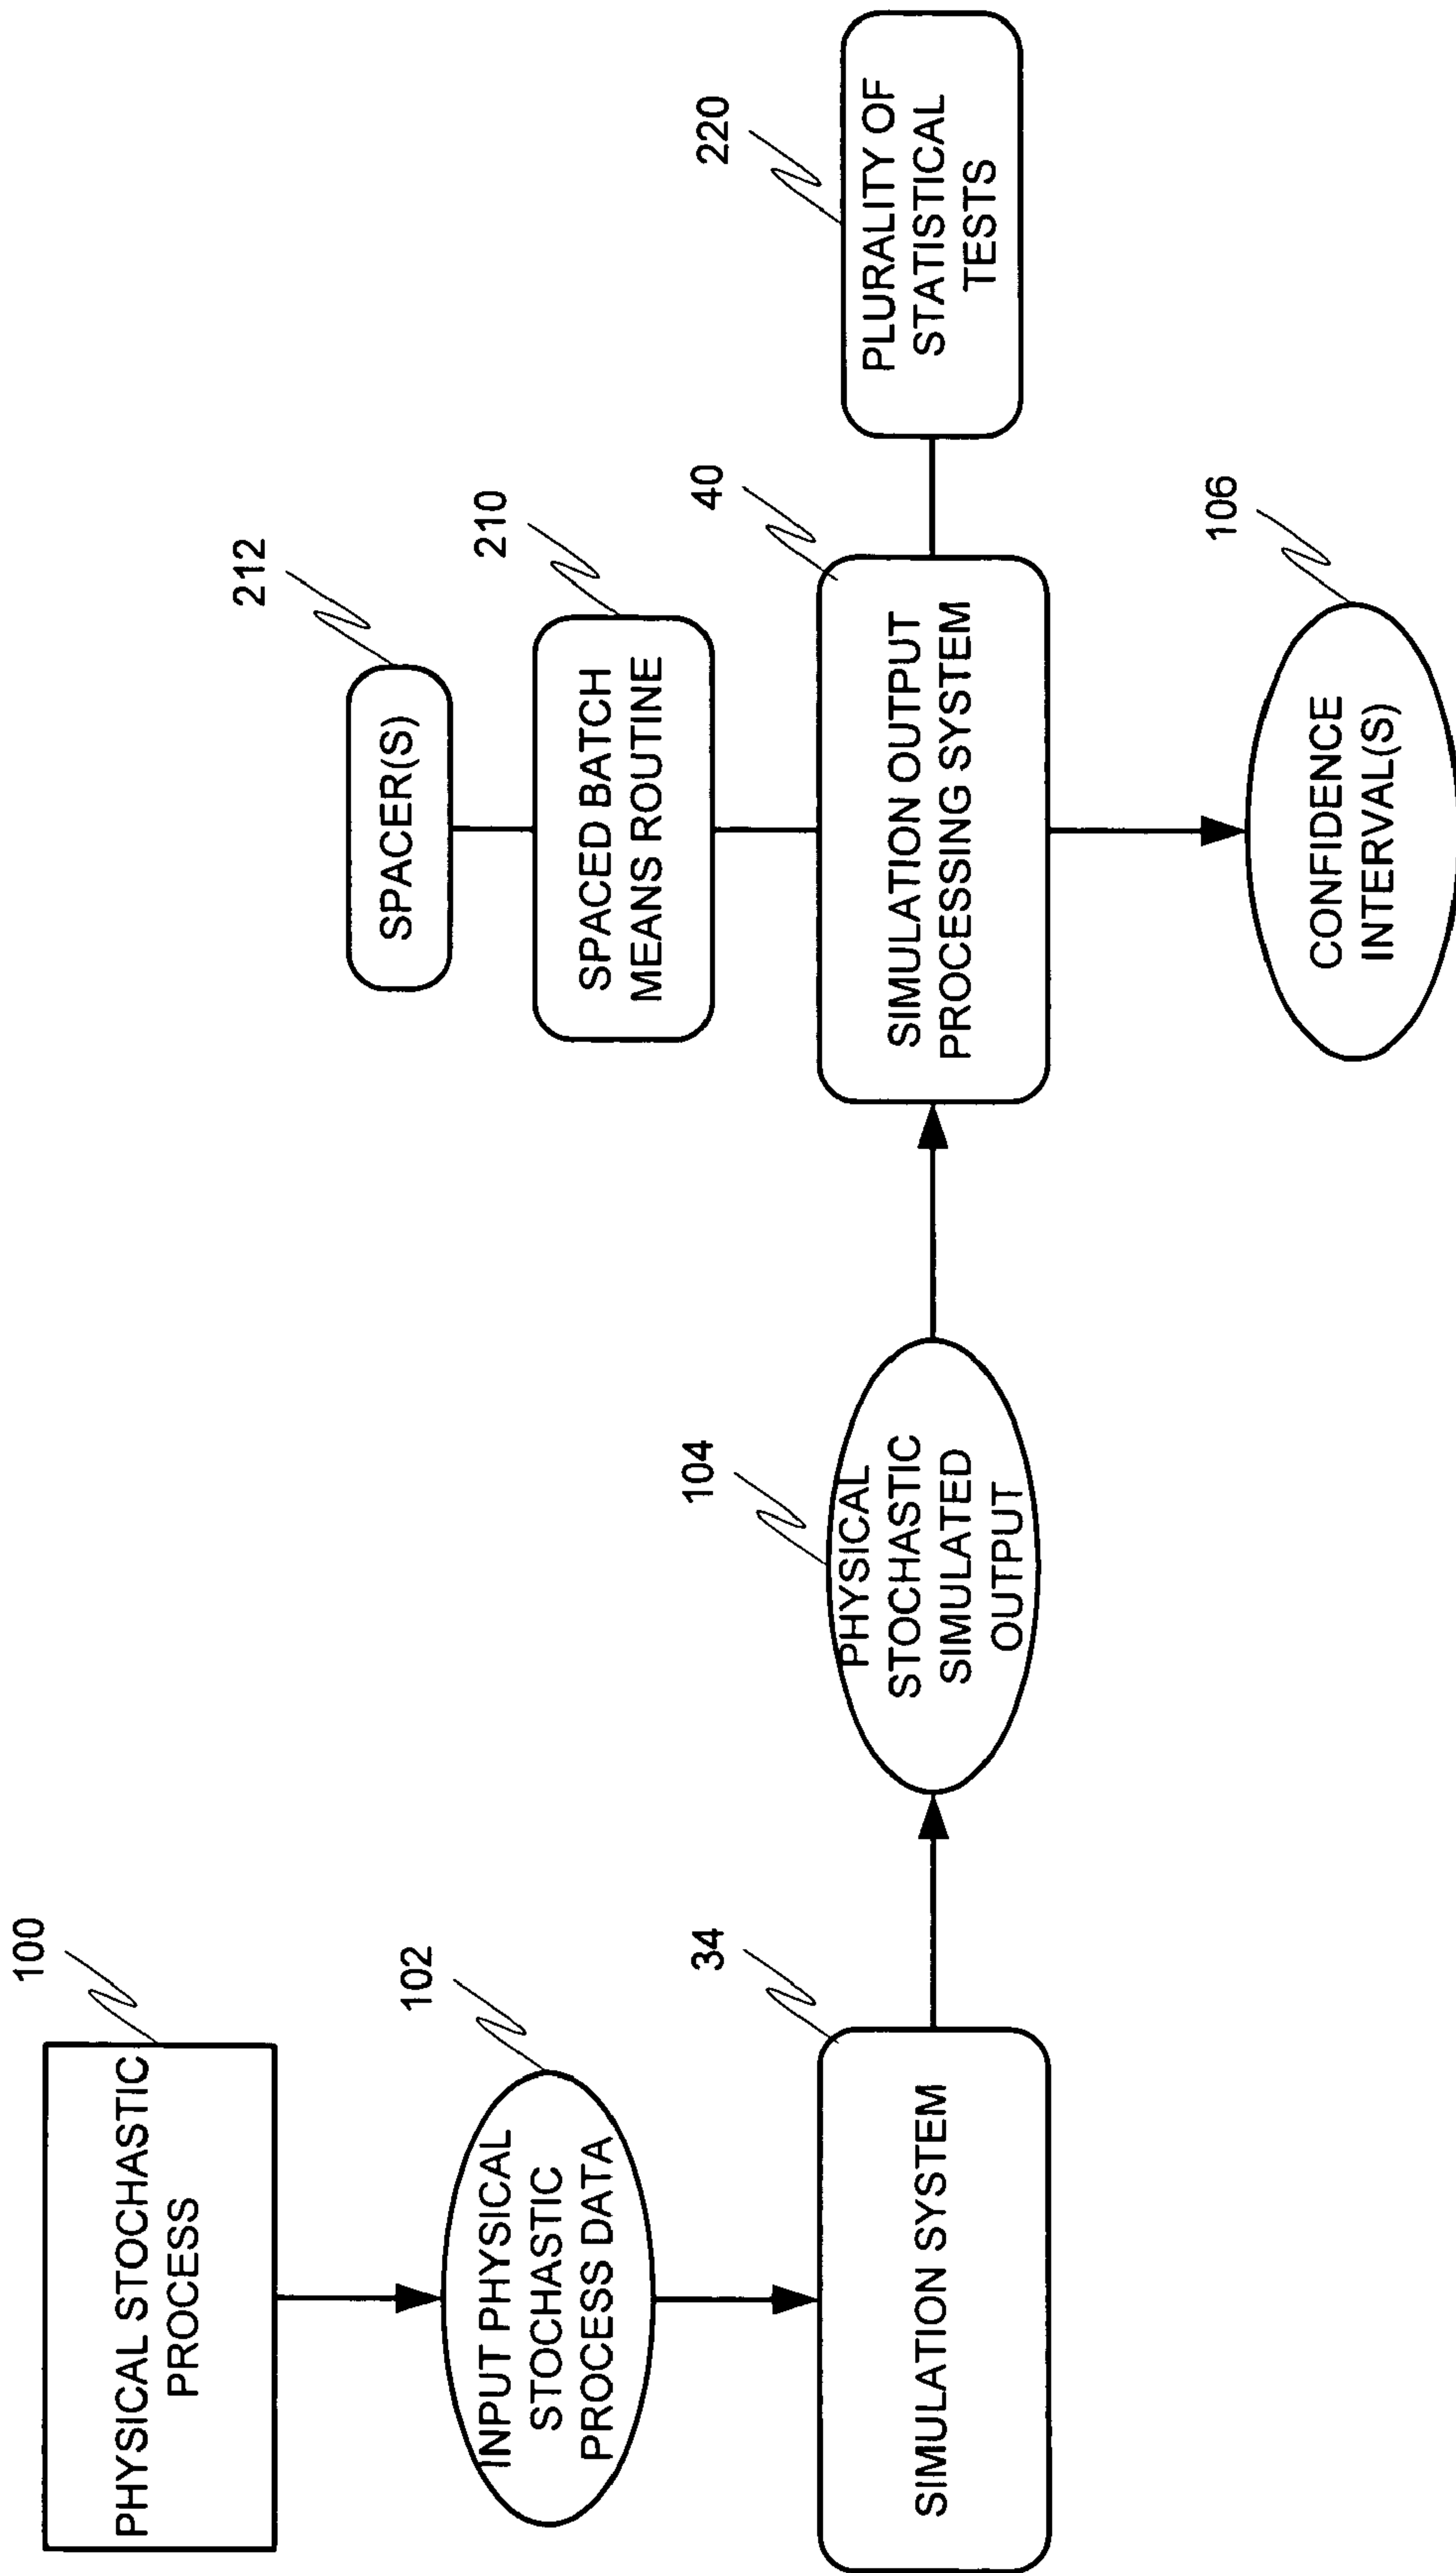 100
PHYSICAL STOCHASTIC
PROCESS
102
INPUT PHYSICAL
STOCHASTIC
PROCESS DATA
34
SIMULATION SYSTEM
104
PHYSICAL
STOCHASTIC
SIMULATED
OUTPUT
212
SPACER(S)
210
SPACED BATCH
MEANS ROUTINE
40
SIMULATION OUTPUT
PROCESSING SYSTEM
220
PLURALITY OF
STATISTICAL
TESTS
106
CONFIDENCE
INTERVAL(S)